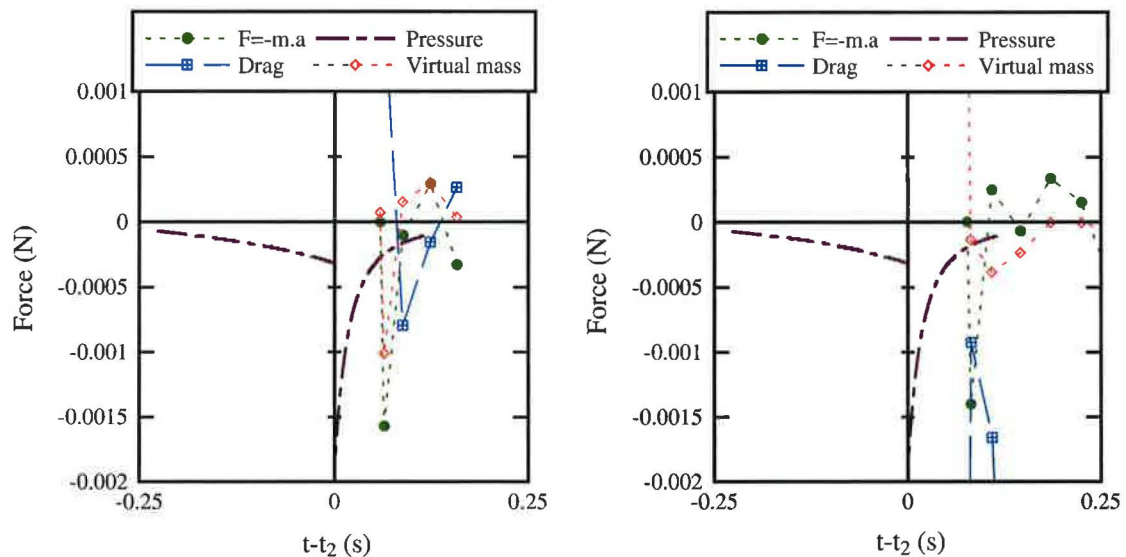 F=-m.a Pressure
Drag Virtual mass
0.001
0.0005
0
-0.0005
-0.001
-0.0015
-0.002
-0.25 0 0.25
Force (N)
t-t2 (s)
F=-m.a Pressure
Drag Virtual mass
0.001
0.0005
0
-0.0005
-0.001
-0.0015
-0.002
-0.25 0 0.25
Force (N)
t-t2 (s)